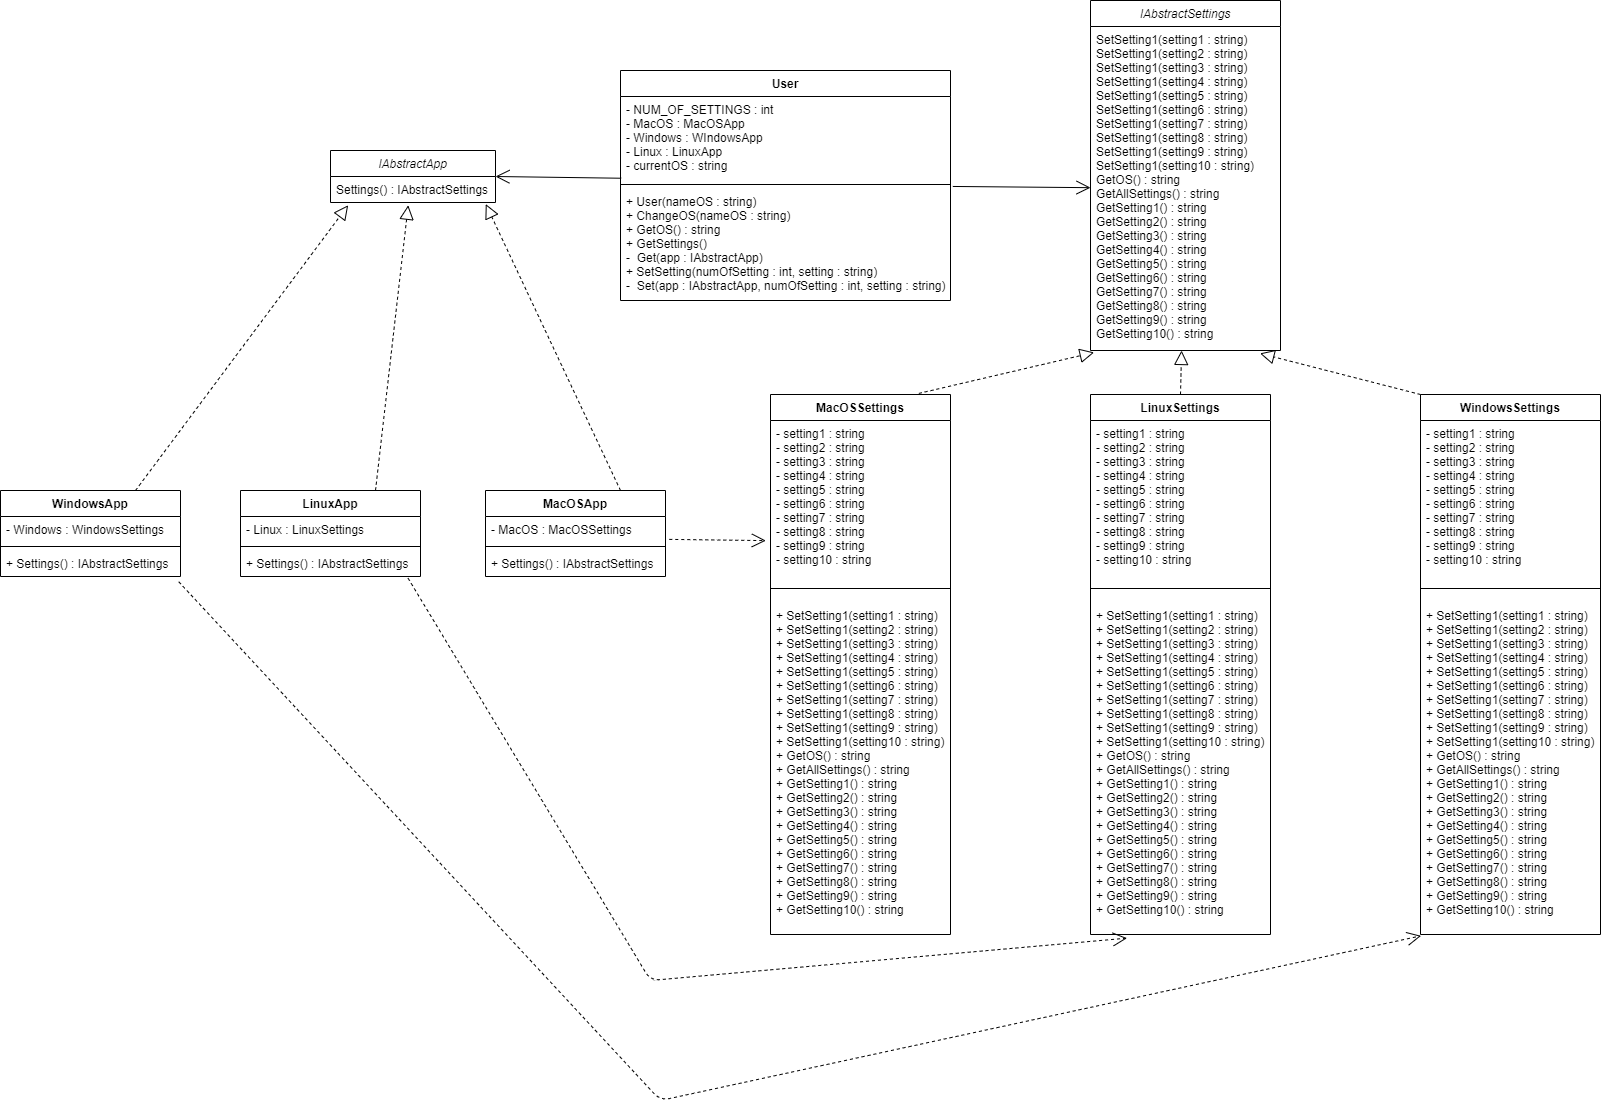 IAbstractSettings
SetSetting1(setting1 : string)
SetSetting1(setting2 : string)
SetSetting1(setting3 : string)
SetSetting1(setting4 : string)
SetSetting1(setting5 : string)
SetSetting1(setting6 : string)
SetSetting1(setting7 : string)
SetSetting1(setting8 : string)
SetSetting1(setting9 : string)
SetSetting1(setting10 : string)
GetOS() : string
GetAllSettings() : string
GetSetting1() : string
GetSetting2() : string
GetSetting3() : string
GetSetting4() : string
GetSetting5() : string
GetSetting6() : string
GetSetting7() : string
GetSetting8() : string
GetSetting9() : string
GetSetting10() : string
User
- NUM_OF_SETTINGS : int
- MacOS : MacOSApp
- Windows : WIndowsApp
- Linux : LinuxApp
- currentOS : string
+ User(nameOS : string)
+ ChangeOS(nameOS : string)
+ GetOS() : string
+ GetSettings()
- Get(app : IAbstractApp)
+ SetSetting(numOfSetting : int, setting : string)
- Set(app : IAbstractApp, numOfSetting : int, setting : string)
IAbstractApp
Settings() : IAbstractSettings
WindowsApp
- Windows : WindowsSettings
+ Settings() : IAbstractSettings
LinuxApp
- Linux : LinuxSettings
+ Settings() : IAbstractSettings
MacOSApp
- MacOS : MacOSSettings
+ Settings() : IAbstractSettings
MacOSSettings
- setting1 : string
- setting2 : string
- setting3 : string
- setting4 : string
- setting5 : string
- setting6 : string
- setting7 : string
- setting8 : string
- setting9 : string
- setting10 : string
+ SetSetting1(setting1 : string)
+ SetSetting1(setting2 : string)
+ SetSetting1(setting3 : string)
+ SetSetting1(setting4 : string)
+ SetSetting1(setting5 : string)
+ SetSetting1(setting6 : string)
+ SetSetting1(setting7 : string)
+ SetSetting1(setting8 : string)
+ SetSetting1(setting9 : string)
+ SetSetting1(setting10 : string)
+ GetOS() : string
+ GetAllSettings() : string
+ GetSetting1() : string
+ GetSetting2() : string
+ GetSetting3() : string
+ GetSetting4() : string
+ GetSetting5() : string
+ GetSetting6() : string
+ GetSetting7() : string
+ GetSetting8() : string
+ GetSetting9() : string
+ GetSetting10() : string
LinuxSettings
- setting1 : string
- setting2 : string
- setting3 : string
- setting4 : string
- setting5 : string
- setting6 : string
- setting7 : string
- setting8 : string
- setting9 : string
- setting10 : string
+ SetSetting1(setting1 : string)
+ SetSetting1(setting2 : string)
+ SetSetting1(setting3 : string)
+ SetSetting1(setting4 : string)
+ SetSetting1(setting5 : string)
+ SetSetting1(setting6 : string)
+ SetSetting1(setting7 : string)
+ SetSetting1(setting8 : string)
+ SetSetting1(setting9 : string)
+ SetSetting1(setting10 : string)
+ GetOS() : string
+ GetAllSettings() : string
+ GetSetting1() : string
+ GetSetting2() : string
+ GetSetting3() : string
+ GetSetting4() : string
+ GetSetting5() : string
+ GetSetting6() : string
+ GetSetting7() : string
+ GetSetting8() : string
+ GetSetting9() : string
+ GetSetting10() : string
WindowsSettings
- setting1 : string
- setting2 : string
- setting3 : string
- setting4 : string
- setting5 : string
- setting6 : string
- setting7 : string
- setting8 : string
- setting9 : string
- setting10 : string
+ SetSetting1(setting1 : string)
+ SetSetting1(setting2 : string)
+ SetSetting1(setting3 : string)
+ SetSetting1(setting4 : string)
+ SetSetting1(setting5 : string)
+ SetSetting1(setting6 : string)
+ SetSetting1(setting7 : string)
+ SetSetting1(setting8 : string)
+ SetSetting1(setting9 : string)
+ SetSetting1(setting10 : string)
+ GetOS() : string
+ GetAllSettings() : string
+ GetSetting1() : string
+ GetSetting2() : string
+ GetSetting3() : string
+ GetSetting4() : string
+ GetSetting5() : string
+ GetSetting6() : string
+ GetSetting7() : string
+ GetSetting8() : string
+ GetSetting9() : string
+ GetSetting10() : string